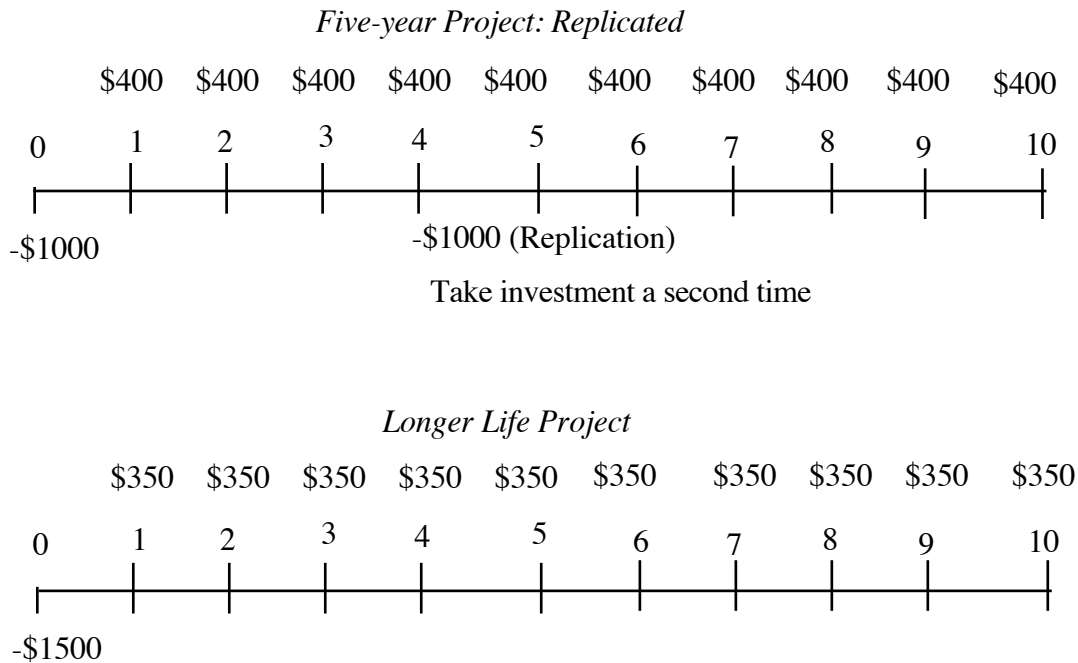 Five-year Project: Replicated
$400 $400 $400 $400 $400 $400 $400 $400 $400 $400
0 1 2 3 4 5 6 7 8 9 10
-$1000 -$1000 (Replication)
Take investment a second time
Longer Life Project
$350 $350 $350 $350 $350 $350 $350 $350 $350 $350
0 1 2 3 4 5 6 7 8 9 10
-$1500